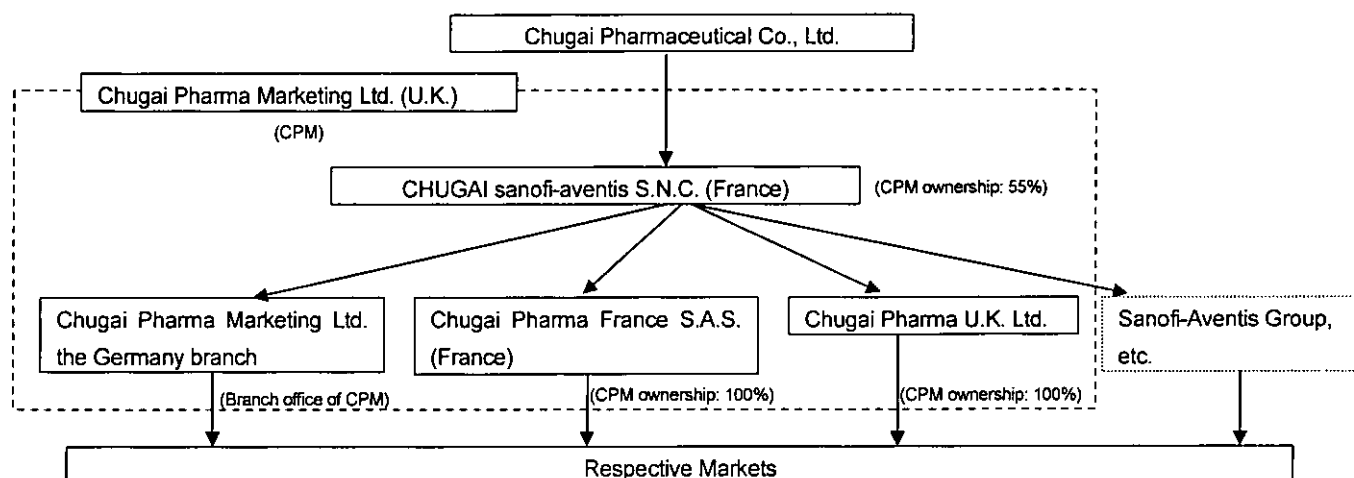 Chugai Pharmaceutical Co., Ltd.
Chugai Pharma Marketing Ltd. (U.K.)
(CPM)
CHUGAI sanofi-aventis S.N.C. (France)
(CPM ownership: 55%)
Chugai Pharma Marketing Ltd.
the Germany branch
Chugai Pharma France S.A.S.
(France)
Chugai Pharma U.K. Ltd.
Sanofi-Aventis Group,
etc.
(Branch office of CPM)
(CPM ownership: 100%)
(CPM ownership: 100%)
Respective Markets